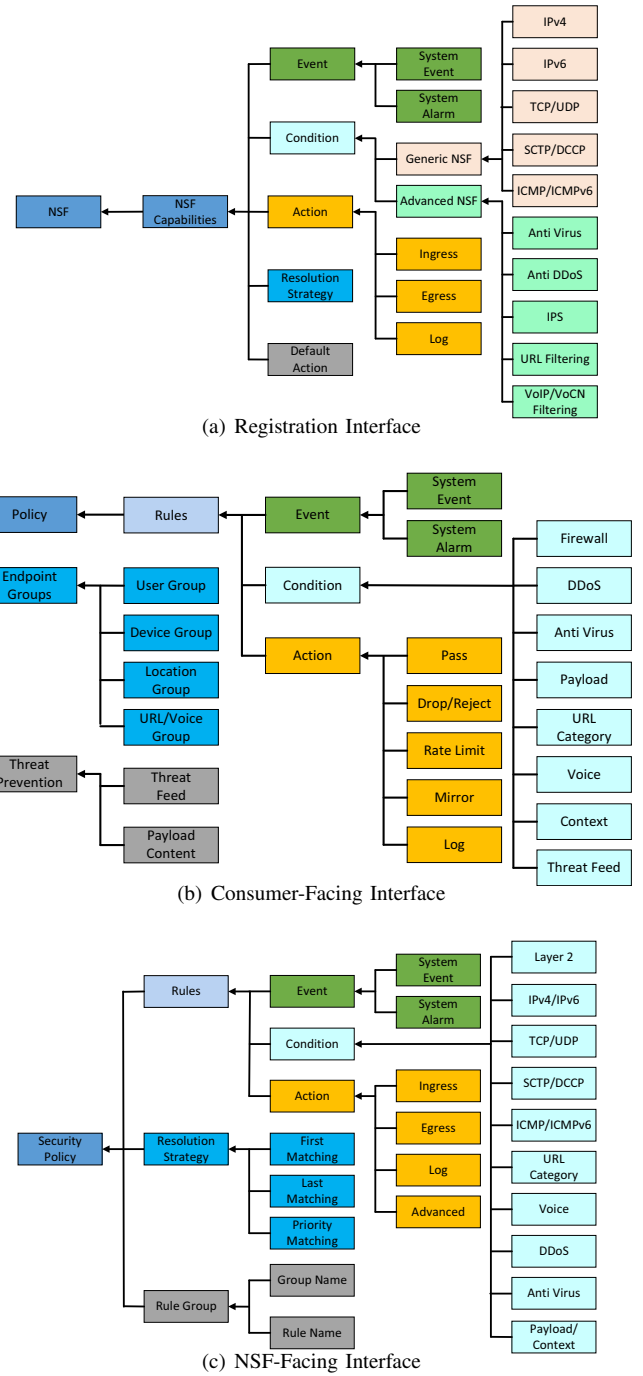 IPv4
System
Event
Event
IPv6
System
Alarm
TCP/UDP
Condition
Generic NSF
SCTP/DCCP
ICMP/ICMPv6
Advanced NSF
NSF
NSF
Capabilities
Action
Anti Virus
Ingress
Anti DDoS
Resolution
Strategy
Egress
IPS
Log
URL Filtering
Default
Action
VoIP/VoCN
Filtering
(a) Registration Interface
System
Event
Policy
Rules
Event
System
Alarm
Firewall
Endpoint
Groups
User Group
Condition
DDoS
Device Group
Anti Virus
Action
Pass
Location
Group
Payload
Drop/Reject
URL/Voice
Group
URL
Category
Rate Limit
Threat
Prevention
Threat
Feed
Voice
Mirror
Payload
Content
Context
Log
Threat Feed
(b) Consumer-Facing Interface
System
Event
Layer 2
Rules
Event
System
Alarm
IPv4/IPv6
Condition
TCP/UDP
Action
Ingress
SCTP/DCCP
Egress
ICMP/ICMPv6
Security
Policy
Resolution
Strategy
First
Matching
Log
URL
Category
Last
Matching
Advanced
Voice
Priority
Matching
DDoS
Group Name
Anti Virus
Rule Group
Rule Name
Payload/
Context
(c) NSF-Facing Interface